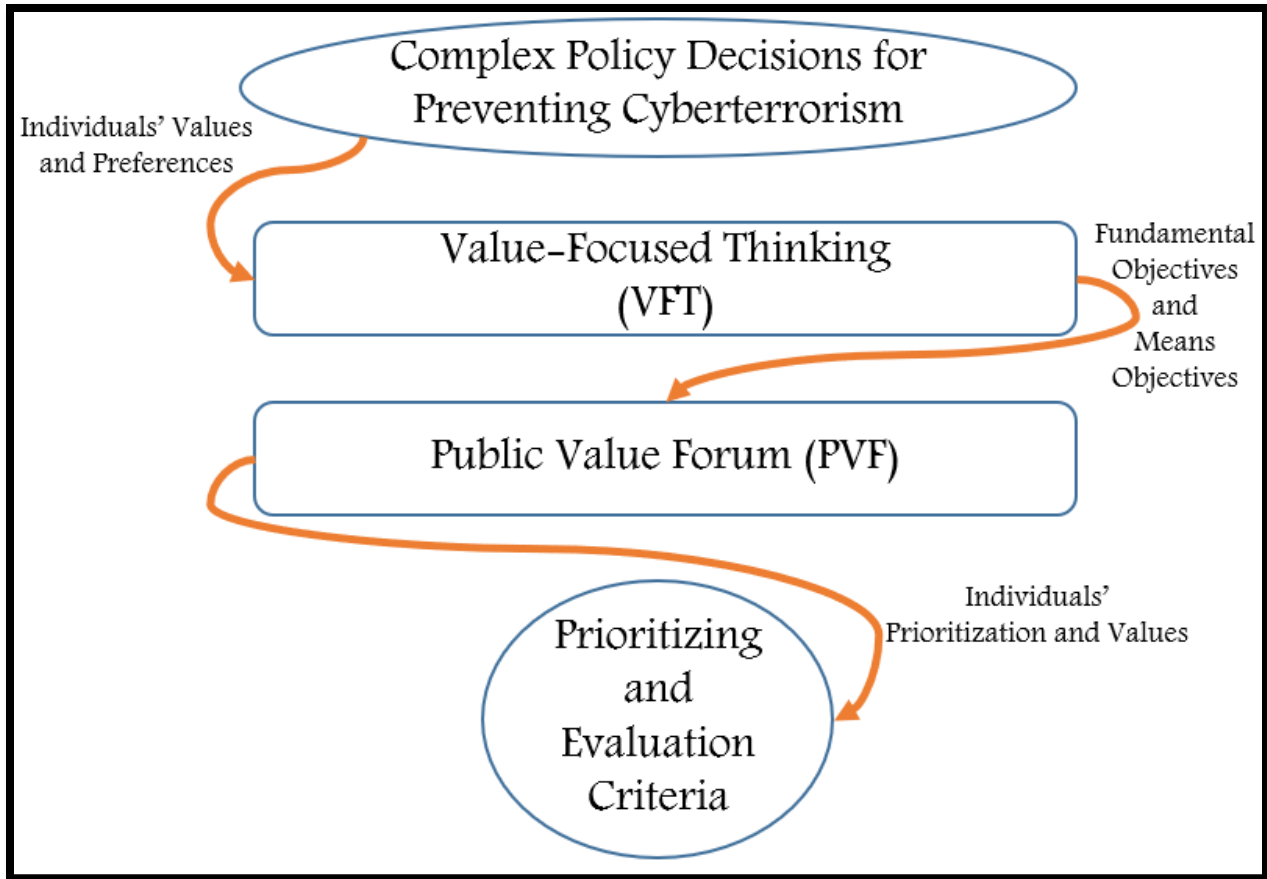 Complex Policy Decisions for
Preventing Cyberterrorism
Individuals’ Values
and Preferences
Value-Focused Thinking
(VFT)
Fundamental
Objectives
and
Means
Objectives
Public Value Forum (PVF)
Individuals’
Prioritization and Values
Prioritizing
and
Evaluation
Criteria